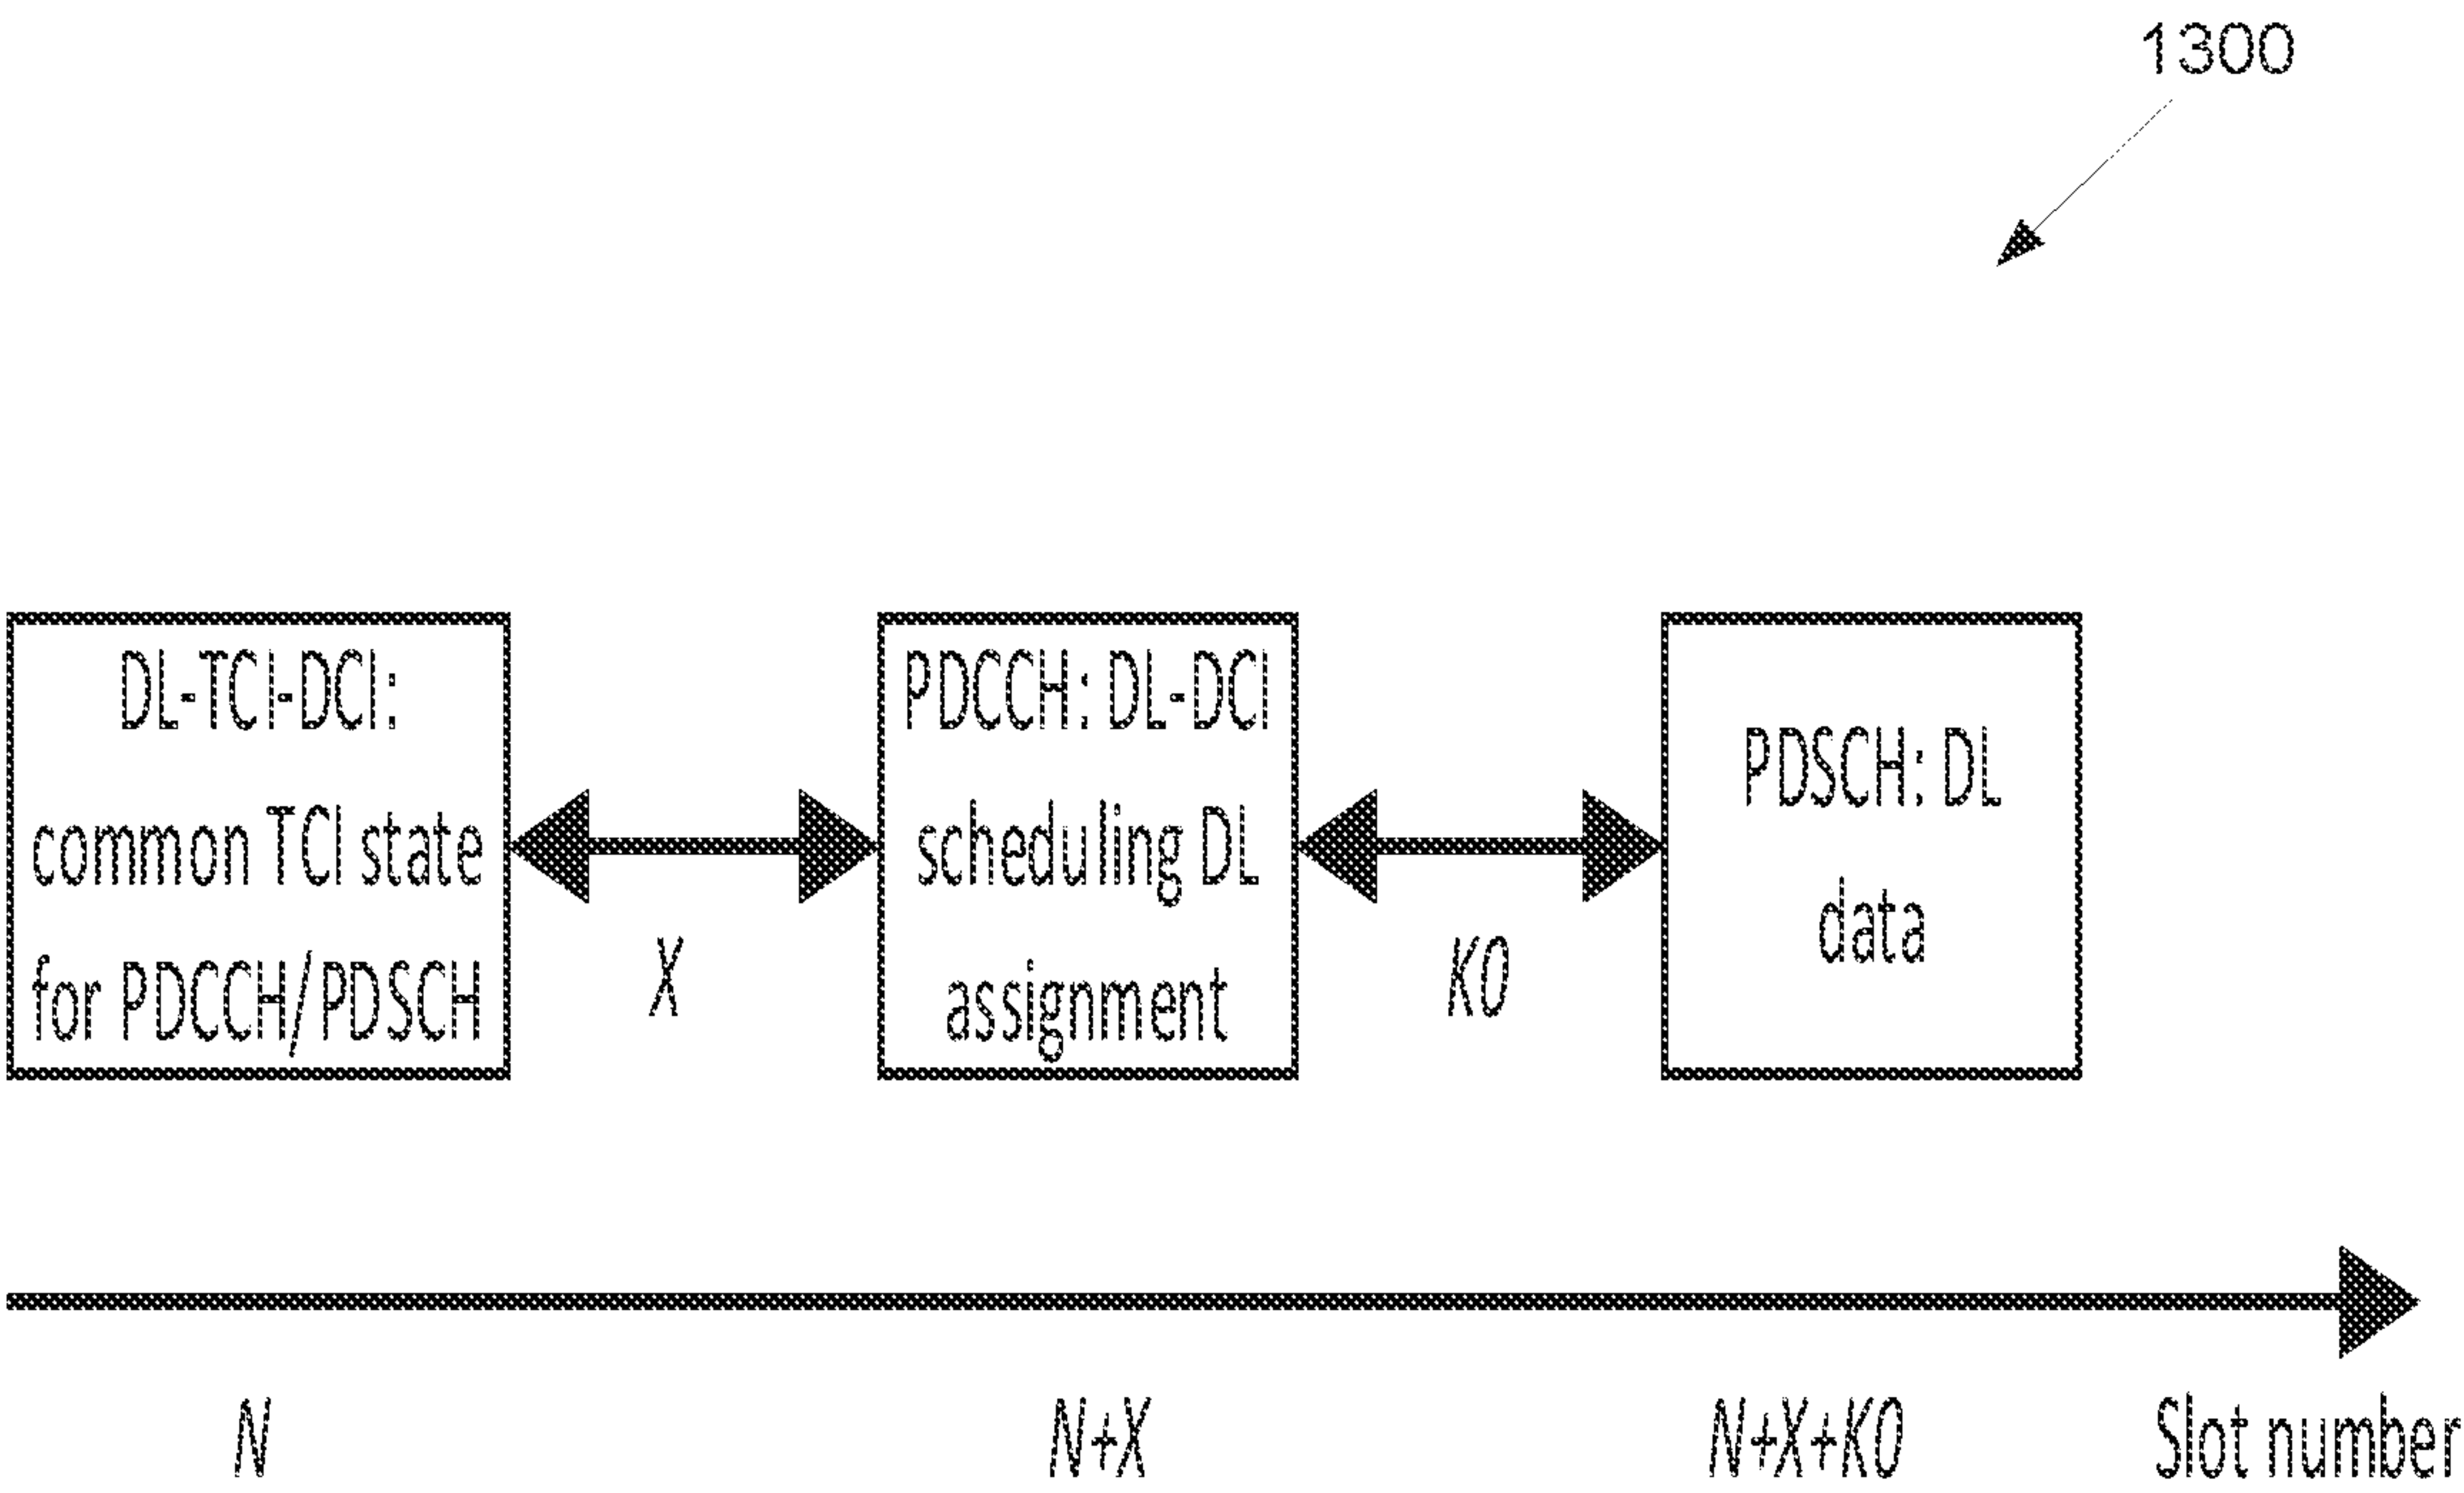 1300
DL-TCI-DCI:
common TCI state
for PDCCH/PDSCH
X
PDCCH: DL-DCI
scheduling DL
assignment
K0
PDSCH: DL
data
N
N+X
N+X+K0
Slot number